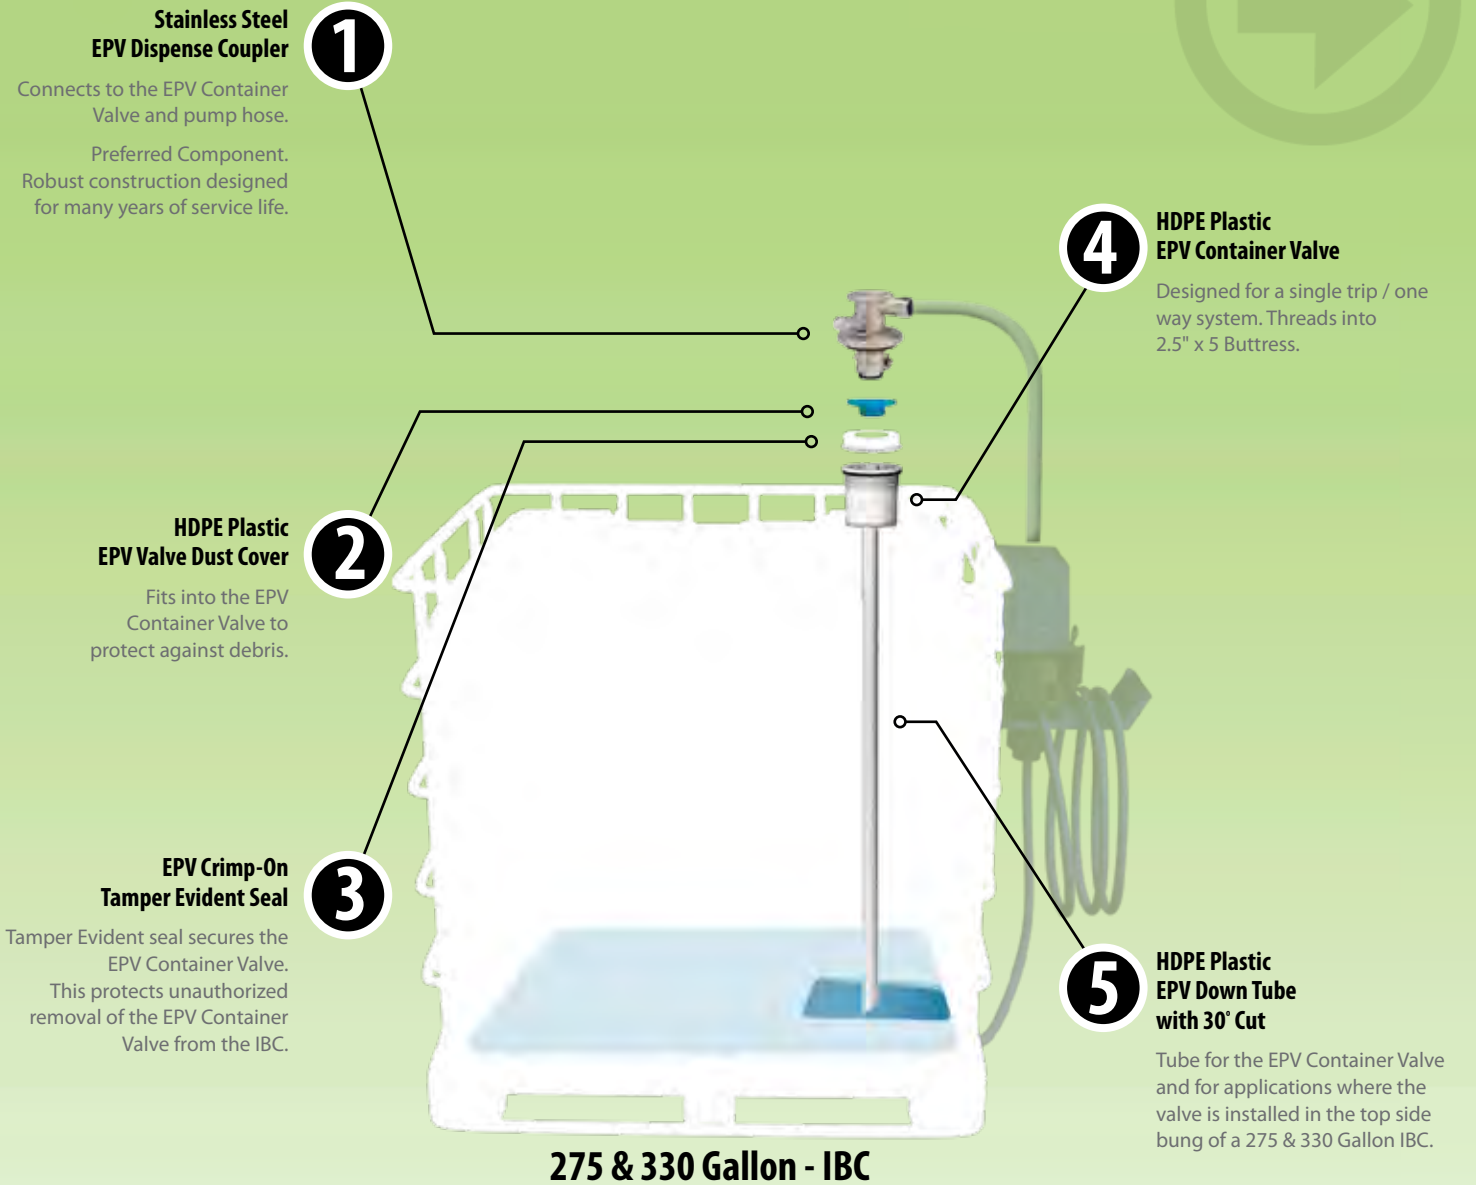 1
Stainless Steel
EPV Dispense Coupler
Connects to the EPV Container
Valve and pump hose.
Preferred Component.
Robust construction designed
for many years of service life.
2
HDPE Plastic
EPV Valve Dust Cover
Fits into the EPV
Container Valve to
protect against debris.
3
EPV Crimp-On
Tamper Evident Seal
Tamper Evident seal secures the
EPV Container Valve.
This protects unauthorized
removal of the EPV Container
Valve from the IBC.
4
HDPE Plastic
EPV Container Valve
Designed for a single trip / one
way system. Threads into
2.5" x 5 Buttress.
5
HDPE Plastic
EPV Down Tube
with 30° Cut
Tube for the EPV Container Valve
and for applications where the
valve is installed in the top side
bung of a 275 & 330 Gallon IBC.
275 & 330 Gallon - IBC